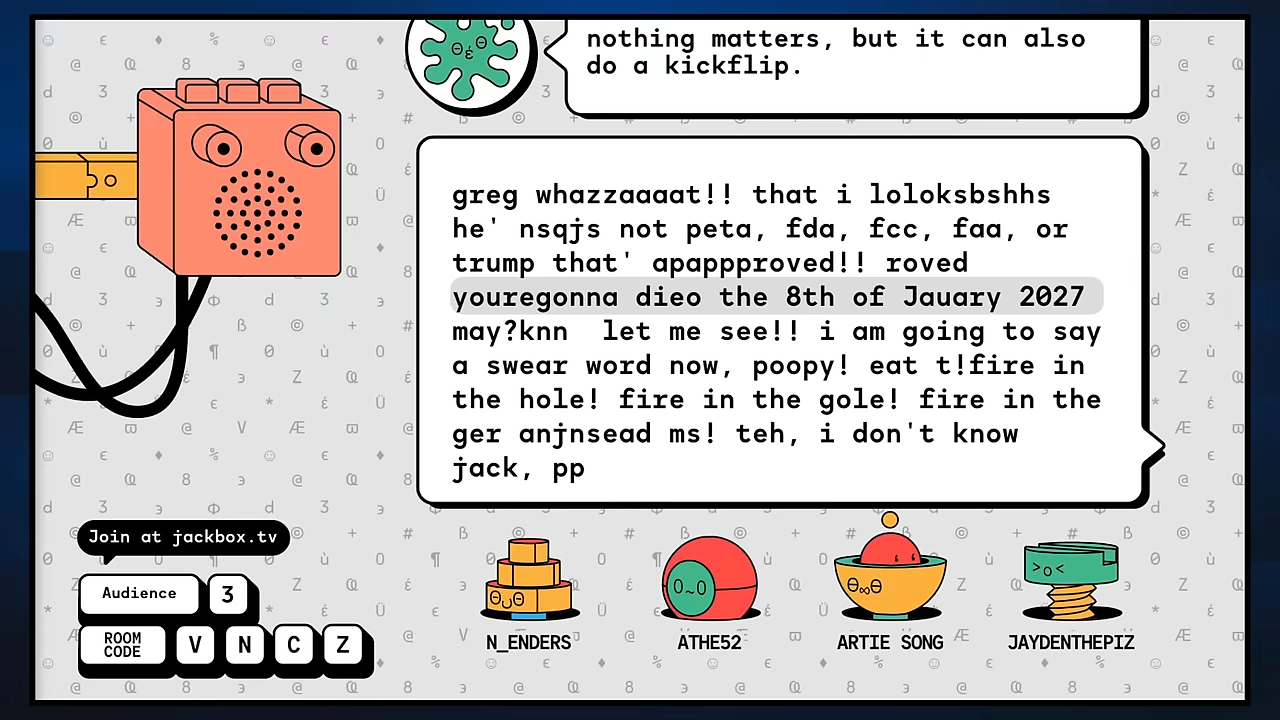 nothing matters, but it can also
do a kickflip.
greg whazzaaaat!! that i loloksbshhs
he' nsqjs not peta, fda, fcc, faa, or
trump that' apappproved!! roved
youregonna dieo the 8th of Jauary 2027
may?knn  let me see!! i am going to say
a swear word now, poopy! eat t!fire in
the hole! fire in the gole! fire in the
ger anjnsead ms! teh, i don't know
jack, pp
Join at jackbox.tv
Audience 3
ROOM CODE V N C Z
N_ENDERS
ATHE52
ARTIE SONG
JAYDENTHEPIZ